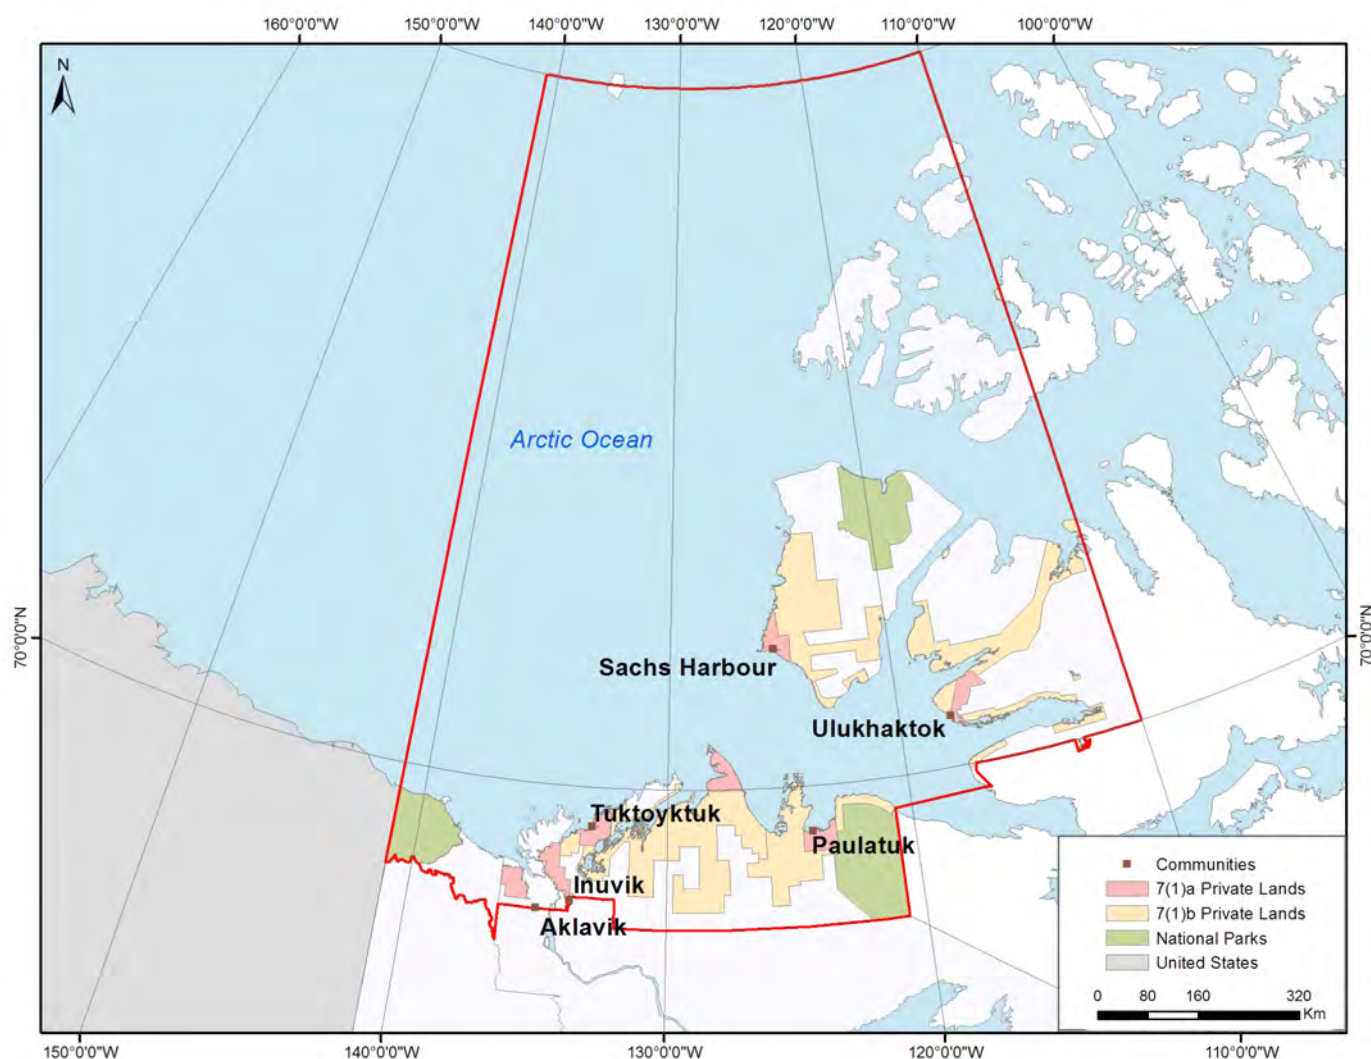 160°0'0"W 150°0'0"W 140°0'0"W 130°0'0"W 120°0'0"W 110°0'0"W 100°0'0"W
N
Arctic Ocean
70°0'0"N
70°0'0"N
Sachs Harbour
Ulukhaktok
Tuktoyktuk
Paulatuk
Inuvik
Aklavik
Communities
7(1)a Private Lands
7(1)b Private Lands
National Parks
United States
0 80 160 320
Km
150°0'0"W 140°0'0"W 130°0'0"W 120°0'0"W 110°0'0"W